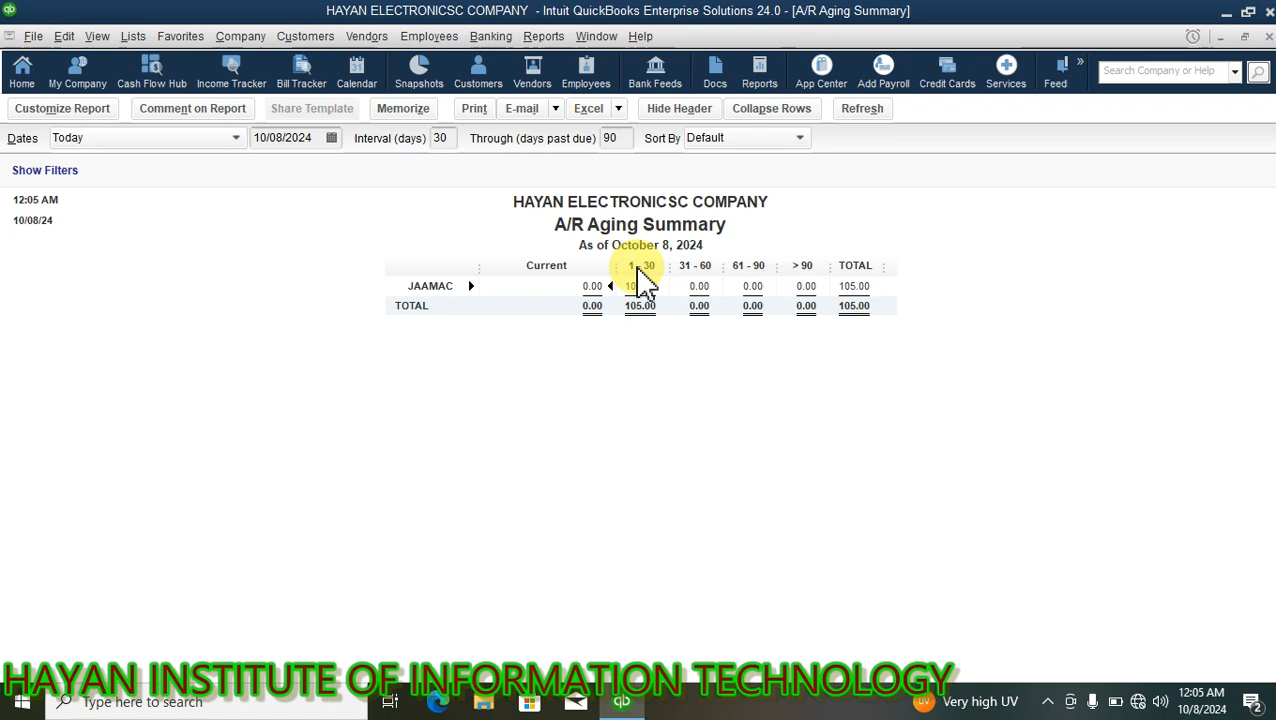 HAYAN ELECTRONICSC COMPANY - Intuit QuickBooks Enterprise Solutions 24.0 - [A/R Aging Summary]
File Edit View Lists Favorites Company Customers Vendors Employees Banking Reports Window Help
Home My Company Cash Flow Hub Income Tracker Bill Tracker Calendar Snapshots Customers Vendors Employees Bank Feeds Docs Reports App Center Add Payroll Credit Cards Services Feed Search Company or Help
Customize Report Comment on Report Share Template Memorize Print E-mail Excel Hide Header Collapse Rows Refresh
Dates Today 10/08/2024 Interval (days) 30 Through (days past due) 90 Sort By Default
Show Filters
12:05 AM
10/08/24
HAYAN ELECTRONICSC COMPANY
A/R Aging Summary
As of October 8, 2024
Current 1 - 30 31 - 60 61 - 90 > 90 TOTAL
JAAMAC 0.00 0.00 0.00 0.00 105.00
TOTAL 0.00 105.00 0.00 0.00 0.00 105.00
HAYAN INSTITUTE OF INFORMATION TECHNOLOGY
Type here to search Very high UV 12:05 AM
10/8/2024
2